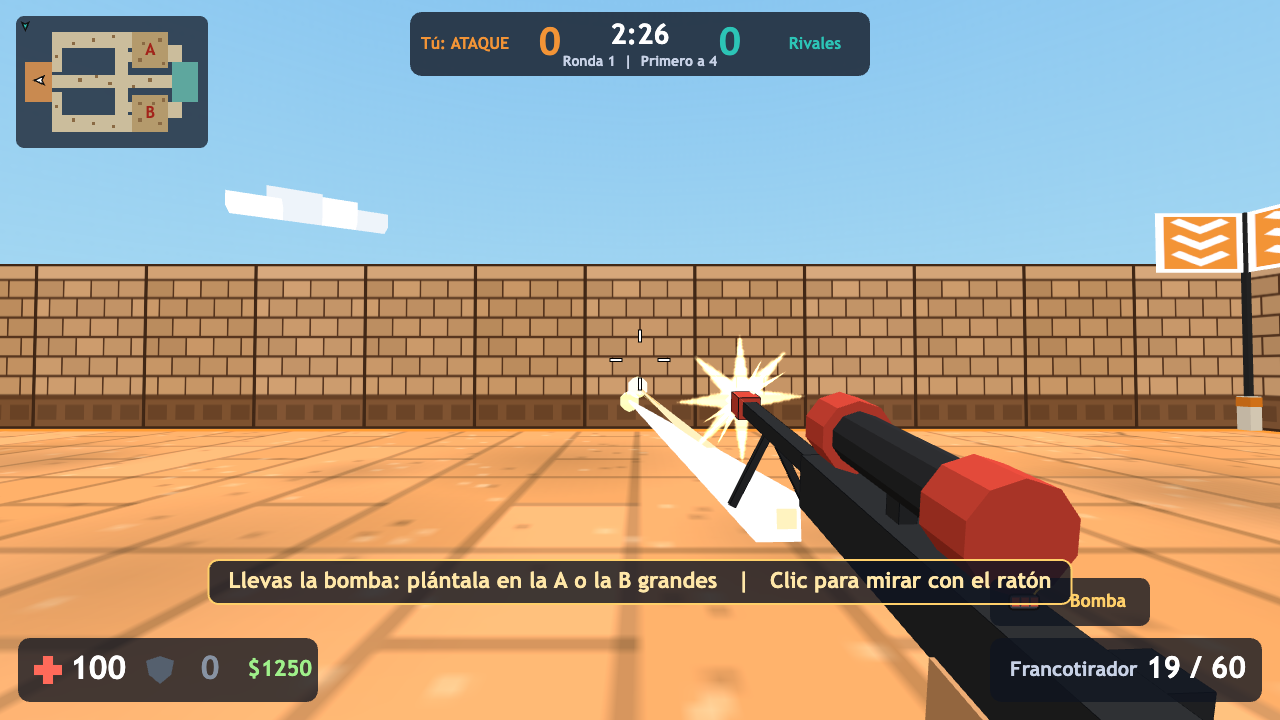 A
B
Tú: ATAQUE 0 2:26 0 Rivales
Ronda 1 | Primero a 4
Llevas la bomba: plántala en la A o la B grandes | Clic para mirar con el ratón
Bomba
100 0 $1250
Francotirador 19 / 60